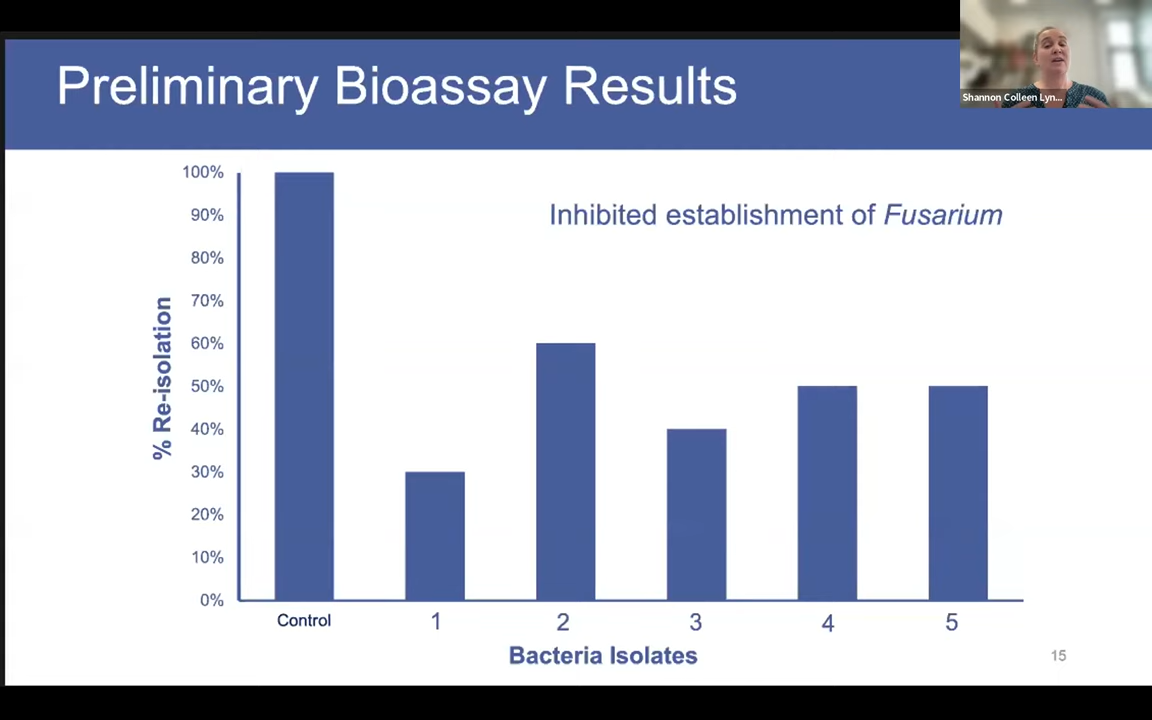 Preliminary Bioassay Results
Shannon Colleen Lyn...
100%
90%
80%
70%
60%
50%
40%
30%
20%
10%
0%
% Re-isolation
Inhibited establishment of Fusarium
Control 1 2 3 4 5
Bacteria Isolates
15